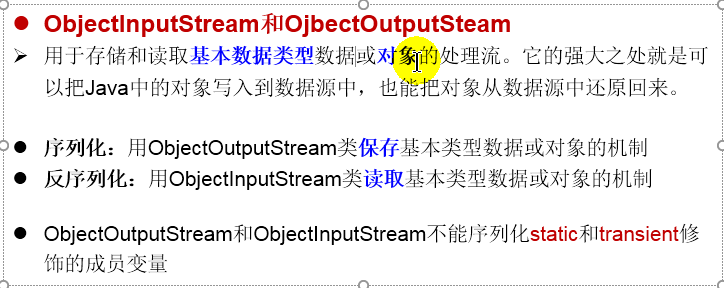 ObjectInputStream和OjbectOutputSteam
用于存储和读取基本数据类型数据或对象的处理流。它的强大之处就是可
以把Java中的对象写入到数据源中，也能把对象从数据源中还原回来。
序列化：用ObjectOutputStream类保存基本类型数据或对象的机制
反序列化：用ObjectInputStream类读取基本类型数据或对象的机制
ObjectOutputStream和ObjectInputStream不能序列化static和transient修
饰的成员变量